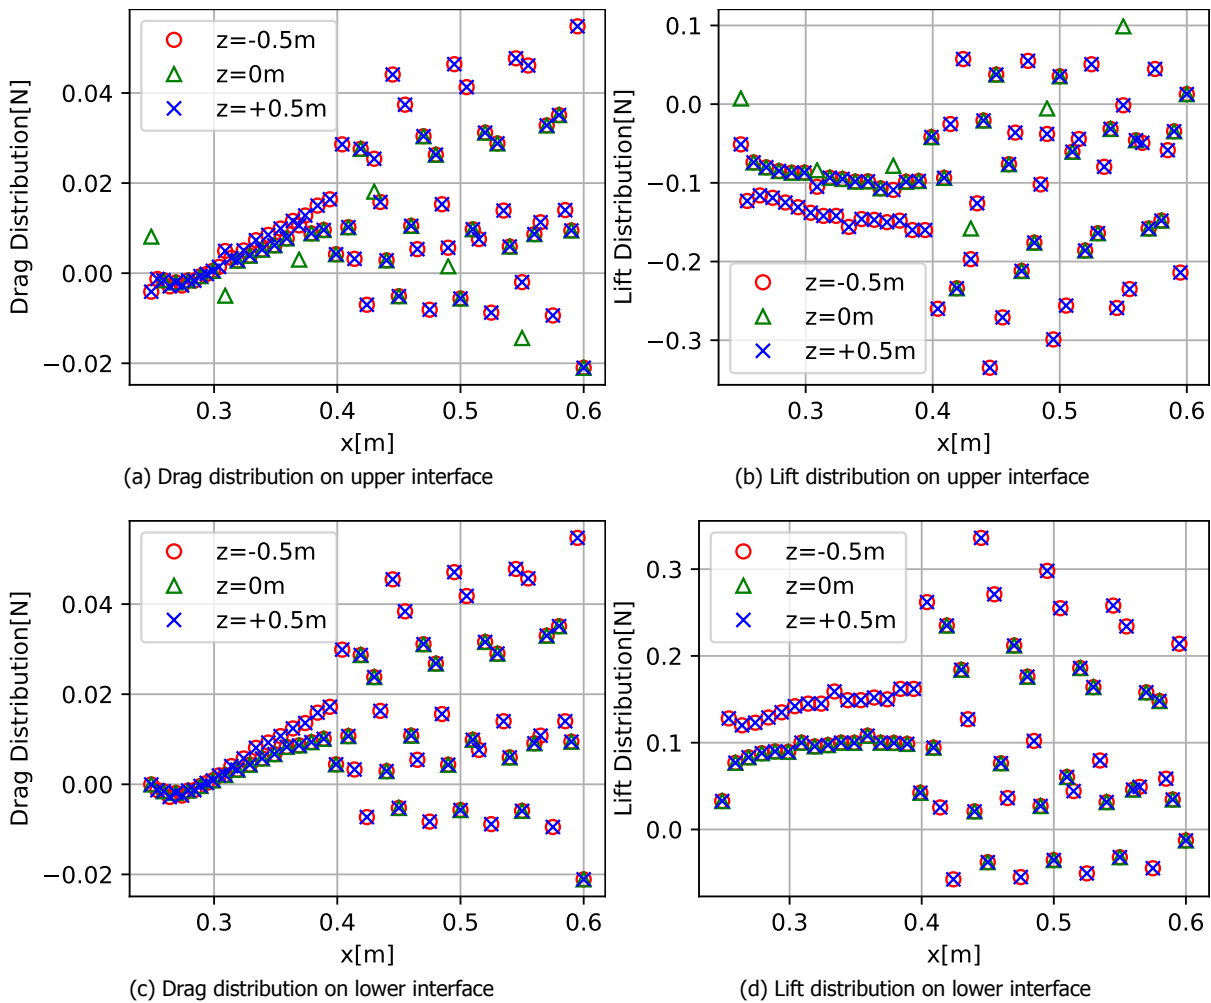 Drag Distribution[N]
0.04
0.02
0.00
−0.02
z=-0.5m
z=0m
z=+0.5m
0.3 0.4 0.5 0.6
x[m]
(a) Drag distribution on upper interface
Lift Distribution[N]
0.1
0.0
−0.1
−0.2
−0.3
z=-0.5m
z=0m
z=+0.5m
0.3 0.4 0.5 0.6
x[m]
(b) Lift distribution on upper interface
Drag Distribution[N]
0.04
0.02
0.00
−0.02
z=-0.5m
z=0m
z=+0.5m
0.3 0.4 0.5 0.6
x[m]
(c) Drag distribution on lower interface
Lift Distribution[N]
0.3
0.2
0.1
0.0
z=-0.5m
z=0m
z=+0.5m
0.3 0.4 0.5 0.6
x[m]
(d) Lift distribution on lower interface